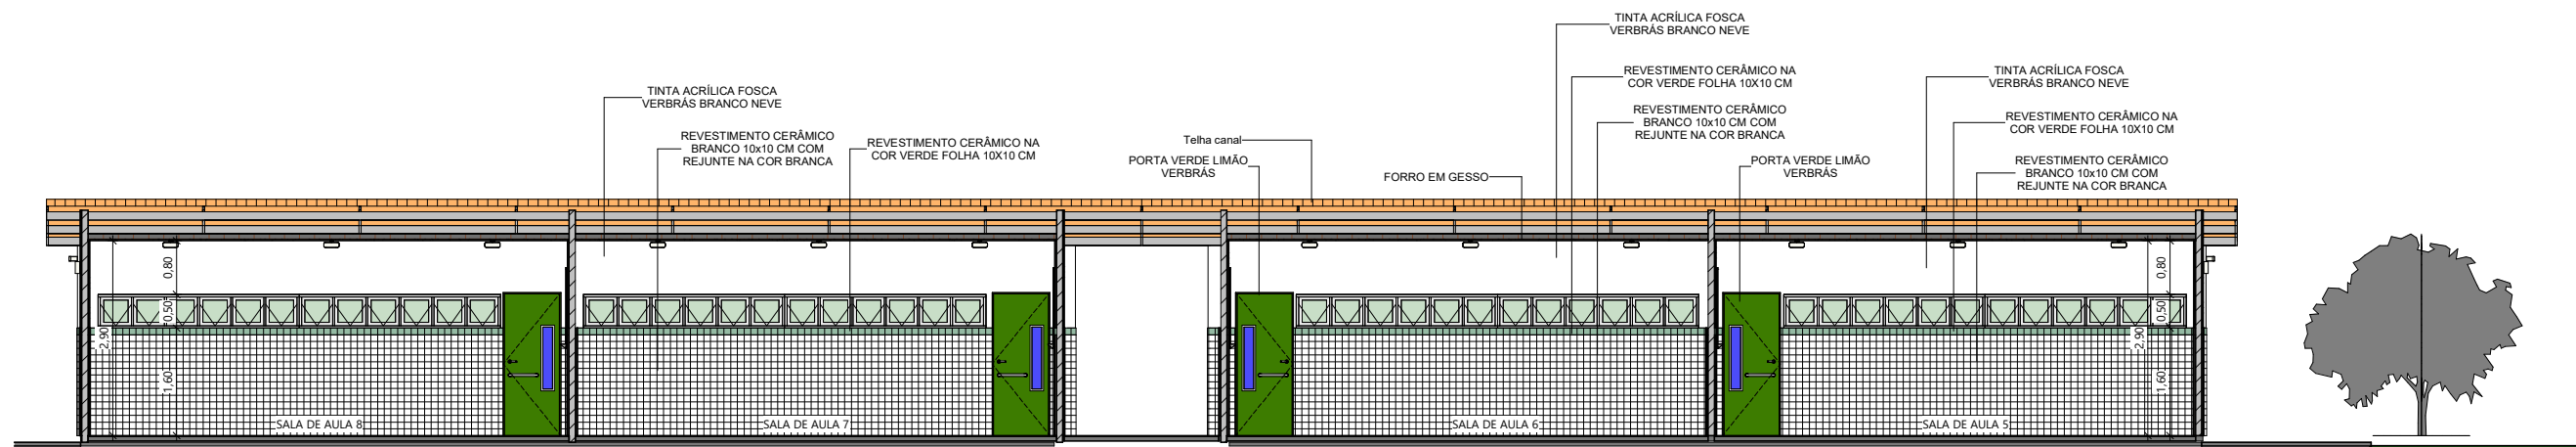 TINTA ACRÍLICA FOSCA
VERBRÁS BRANCO NEVE
REVESTIMENTO CERÂMICO
BRANCO 10x10 CM COM
REJUNTE NA COR BRANCA
REVESTIMENTO CERÂMICO NA
COR VERDE FOLHA 10X10 CM
Telha canal
PORTA VERDE LIMÃO
VERBRÁS
FORRO EM GESSO
TINTA ACRÍLICA FOSCA
VERBRÁS BRANCO NEVE
REVESTIMENTO CERÂMICO NA
COR VERDE FOLHA 10X10 CM
REVESTIMENTO CERÂMICO
BRANCO 10x10 CM COM
REJUNTE NA COR BRANCA
PORTA VERDE LIMÃO
VERBRÁS
TINTA ACRÍLICA FOSCA
VERBRÁS BRANCO NEVE
REVESTIMENTO CERÂMICO NA
COR VERDE FOLHA 10X10 CM
REVESTIMENTO CERÂMICO
BRANCO 10x10 CM COM
REJUNTE NA COR BRANCA
2,90
0,80
0,50
1,60
SALA DE AULA 8
SALA DE AULA 7
SALA DE AULA 6
SALA DE AULA 5
2,90
0,80
0,50
1,60